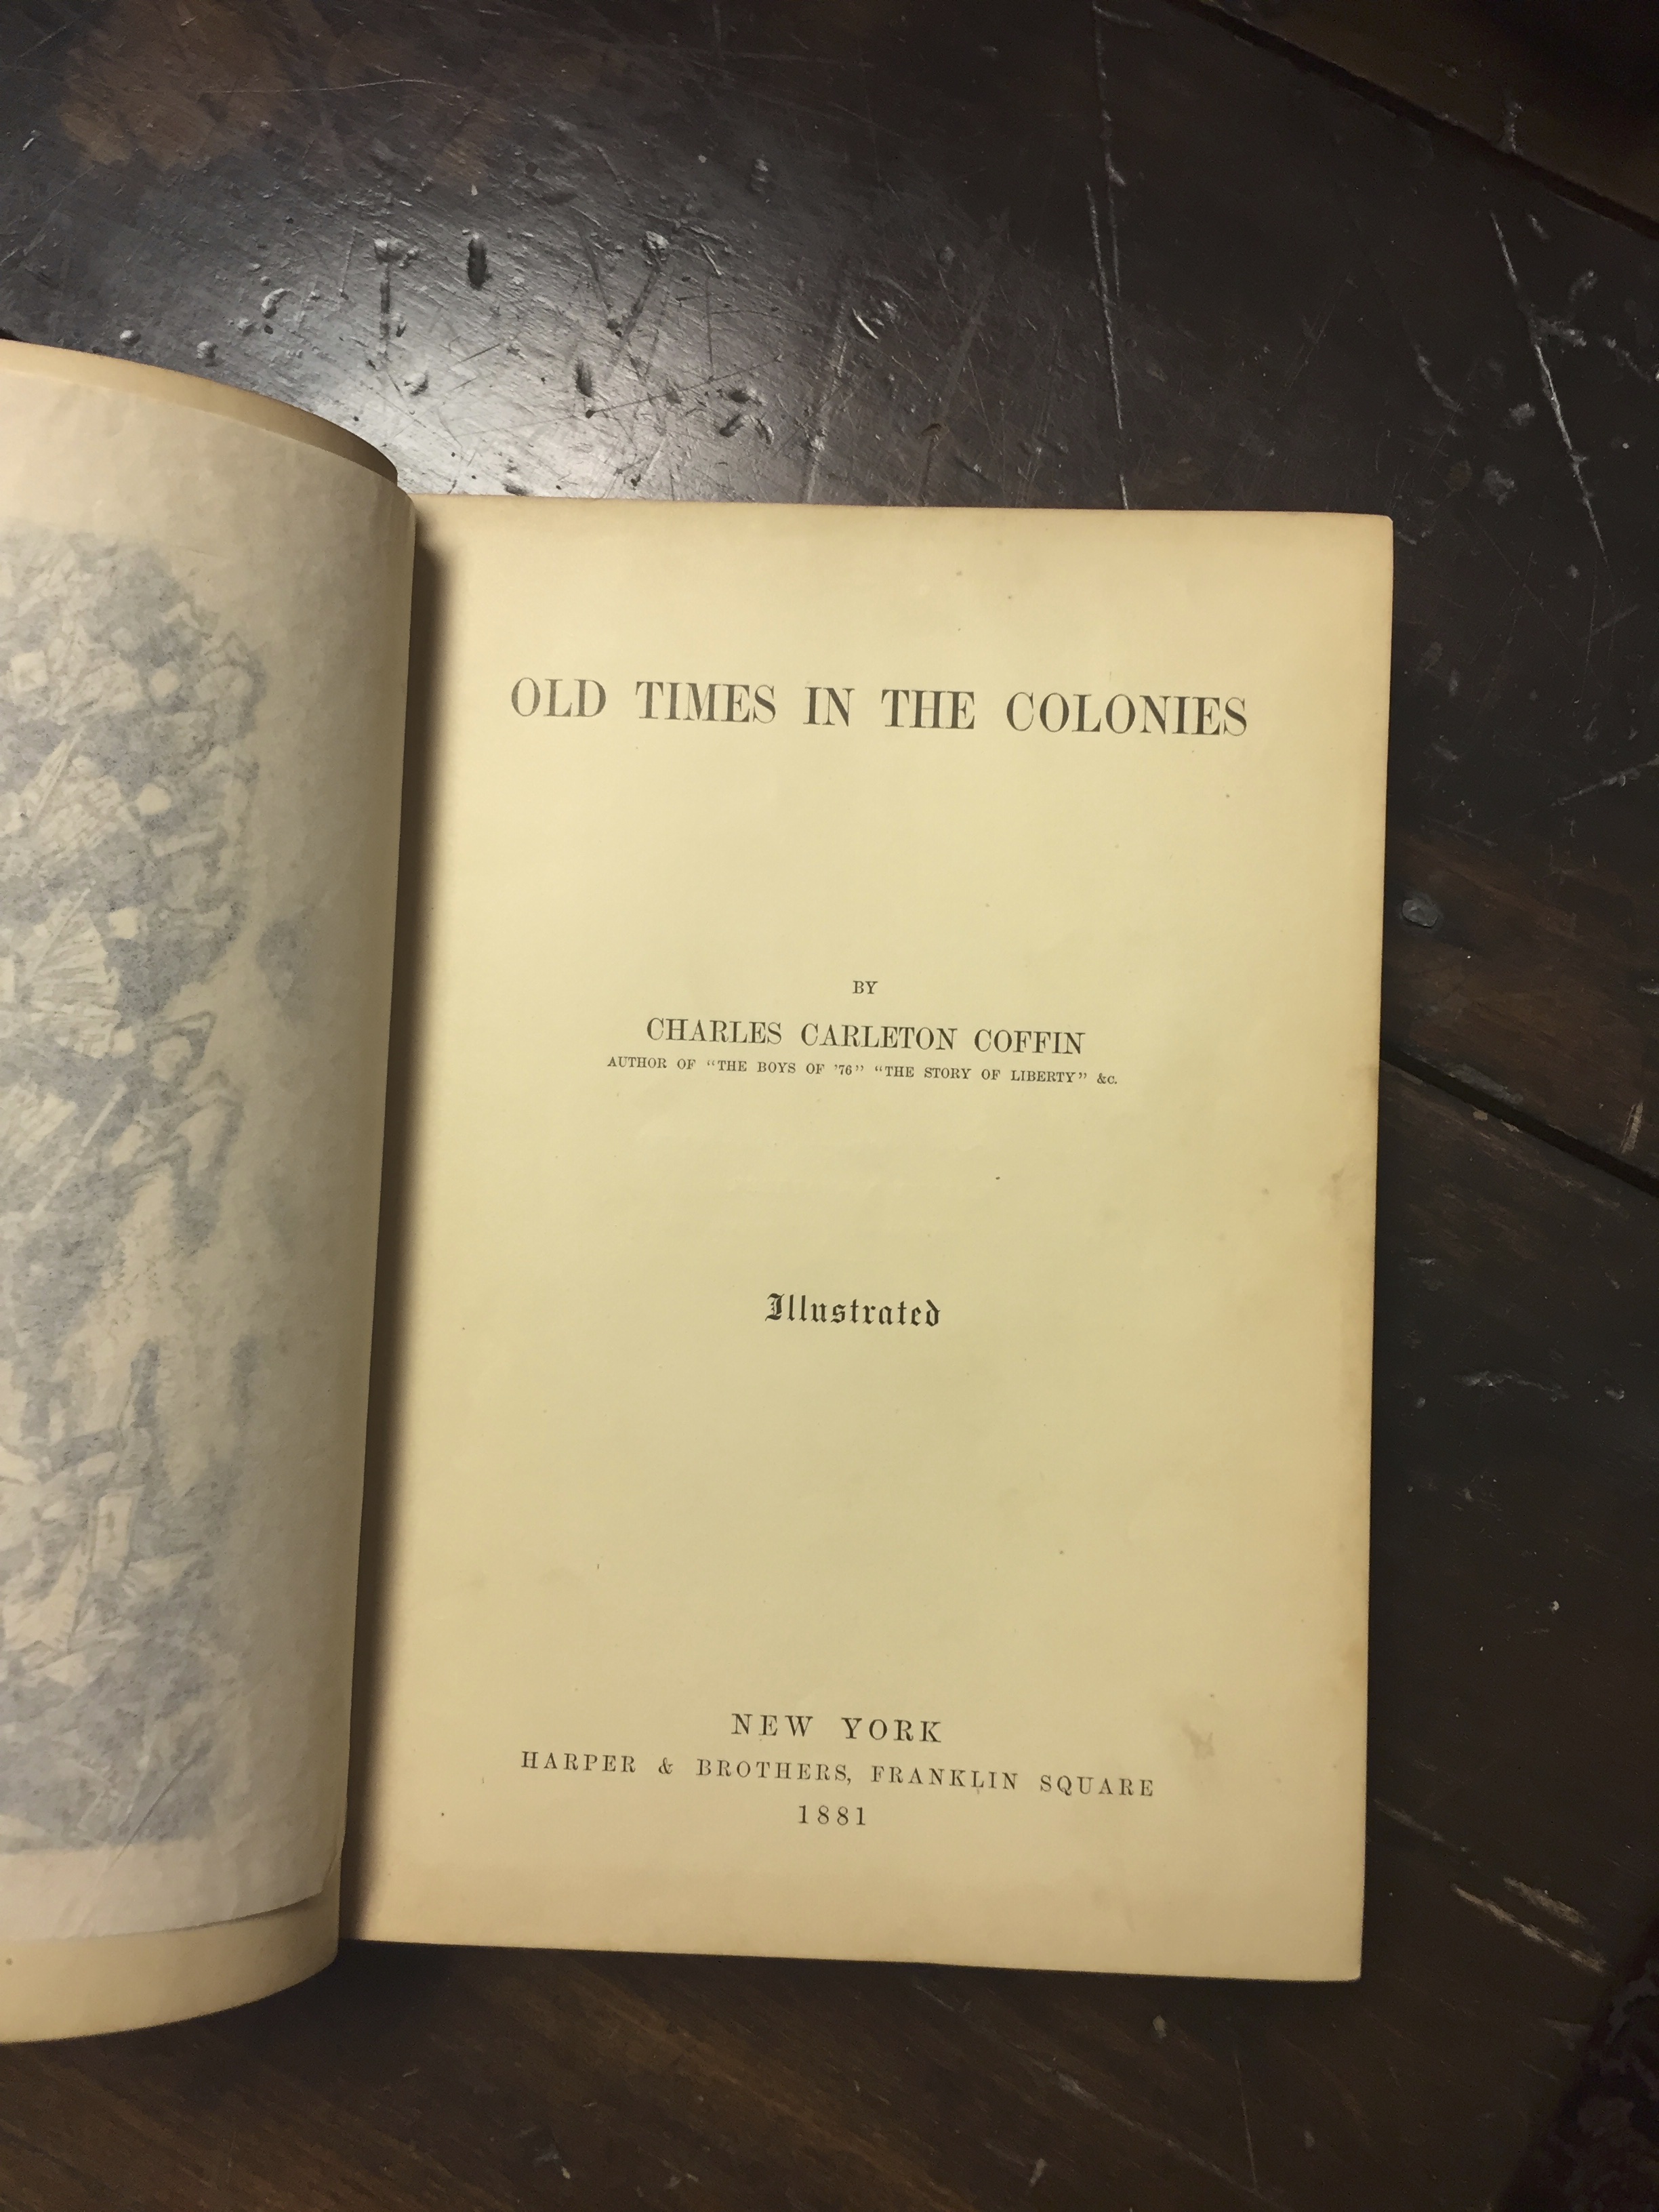 OLD TIMES IN THE COLONIES
BY
CHARLES CARLETON COFFIN
AUTHOR OF "THE BOYS OF '76" "THE STORY OF LIBERTY" &c.
Illustrated
NEW YORK
HARPER & BROTHERS, FRANKLIN SQUARE
1881